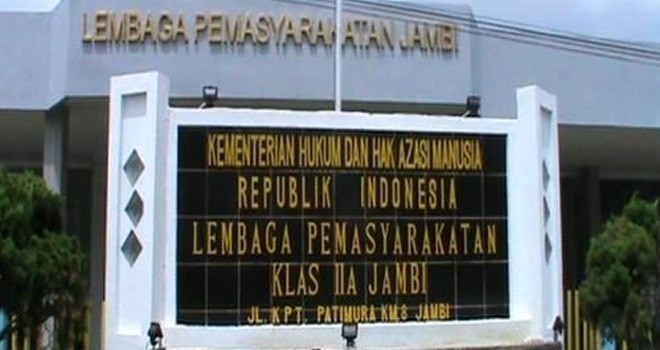 LEMBAGA PEMASYARAKATAN JAMBI
KEMENTERIAN HUKUM DAN HAK AZASI MANUSIA
REPUBLIK INDONESIA
LEMBAGA PEMASYARAKATAN
KLAS IIA JAMBI
JL. KPT. PATIMURA KM.8 JAMBI